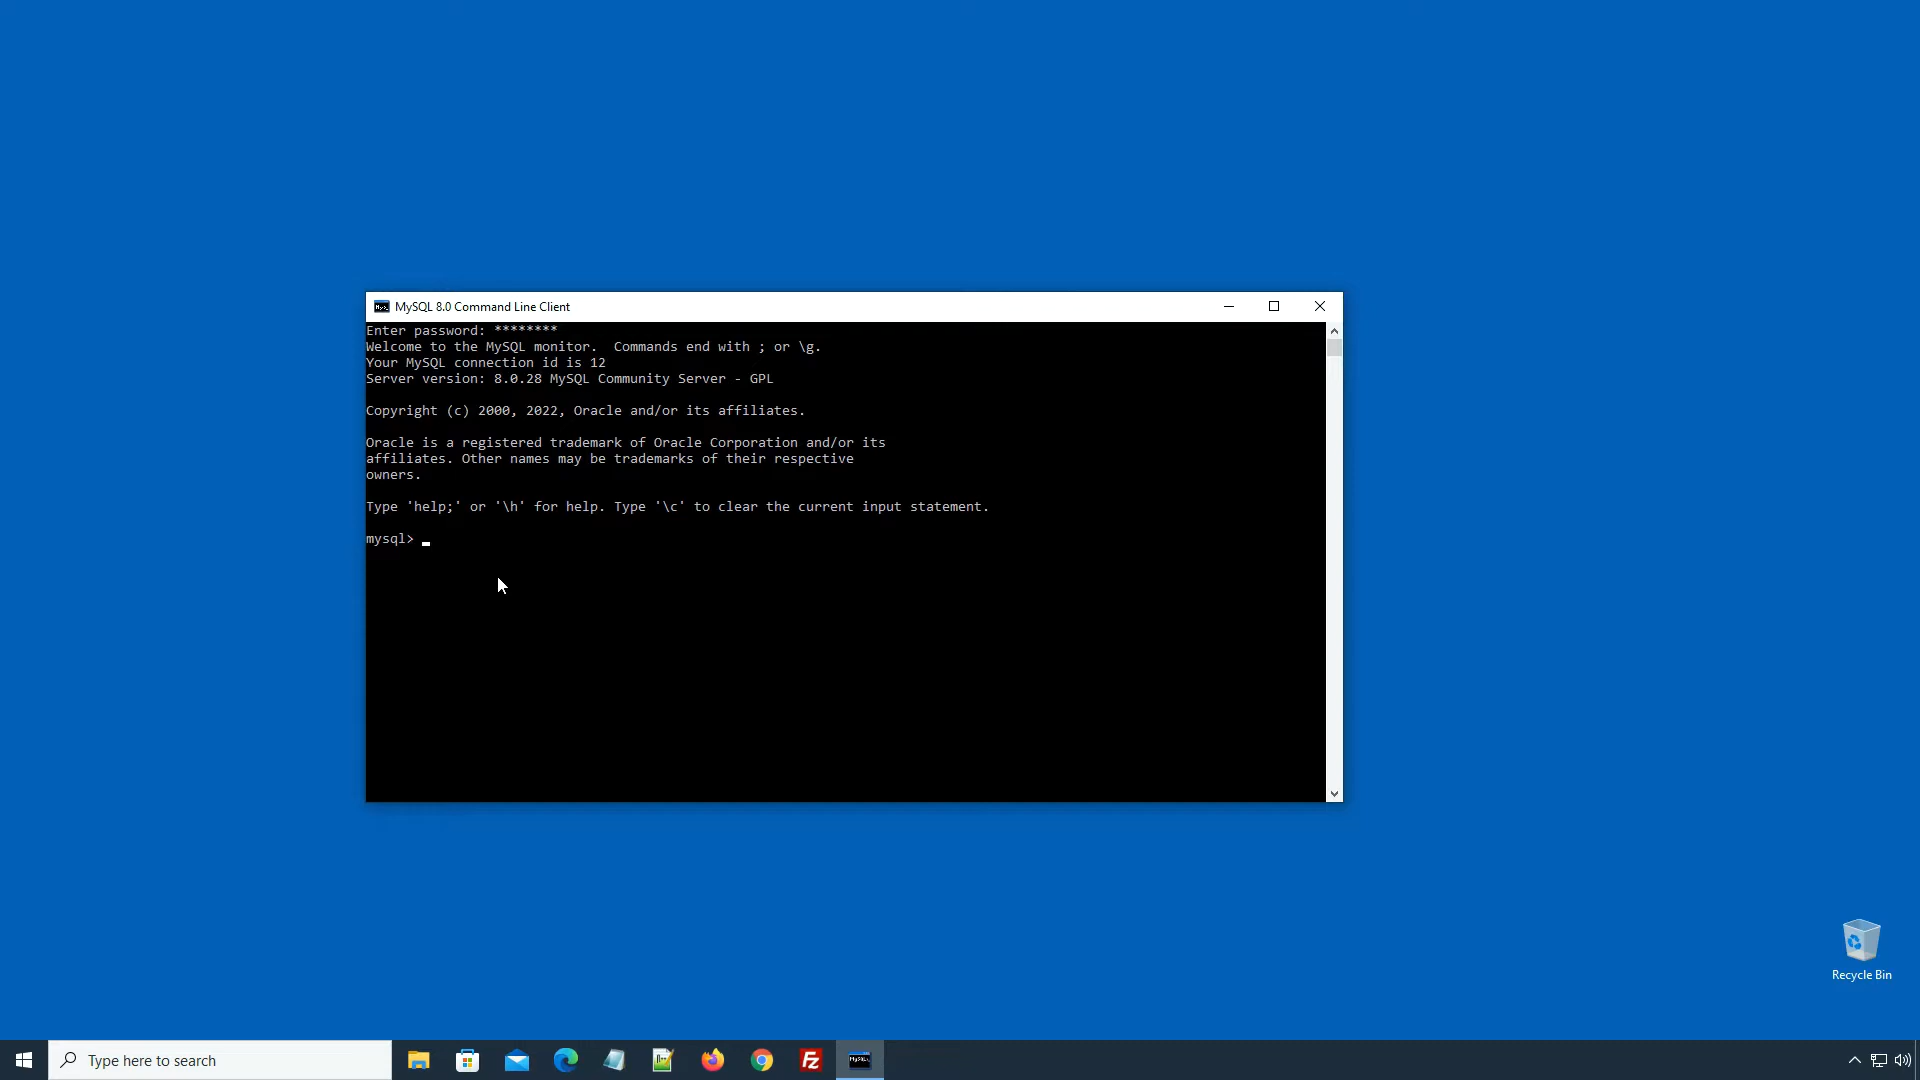 MySQL 8.0 Command Line Client
Enter password: ********
Welcome to the MySQL monitor.  Commands end with ; or \g.
Your MySQL connection id is 12
Server version: 8.0.28 MySQL Community Server - GPL
Copyright (c) 2000, 2022, Oracle and/or its affiliates.
Oracle is a registered trademark of Oracle Corporation and/or its
affiliates. Other names may be trademarks of their respective
owners.
Type 'help;' or '\h' for help. Type '\c' to clear the current input statement.
mysql> _
Recycle Bin
Type here to search